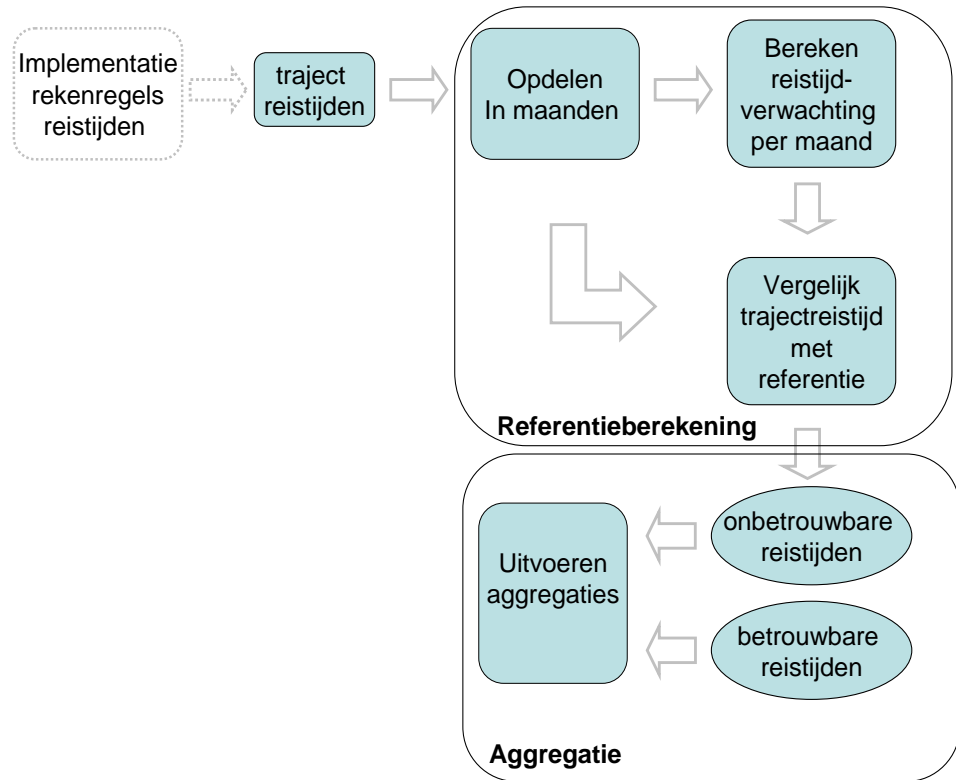 Implementatie
rekenregels
reistijden
traject
reistijden
Opdelen
In maanden
Bereken
reistijd-
verwachting
per maand
Vergelijk
trajectreistijd
met
referentie
Referentieberekening
onbetrouwbare
reistijden
Uitvoeren
aggregaties
betrouwbare
reistijden
Aggregatie